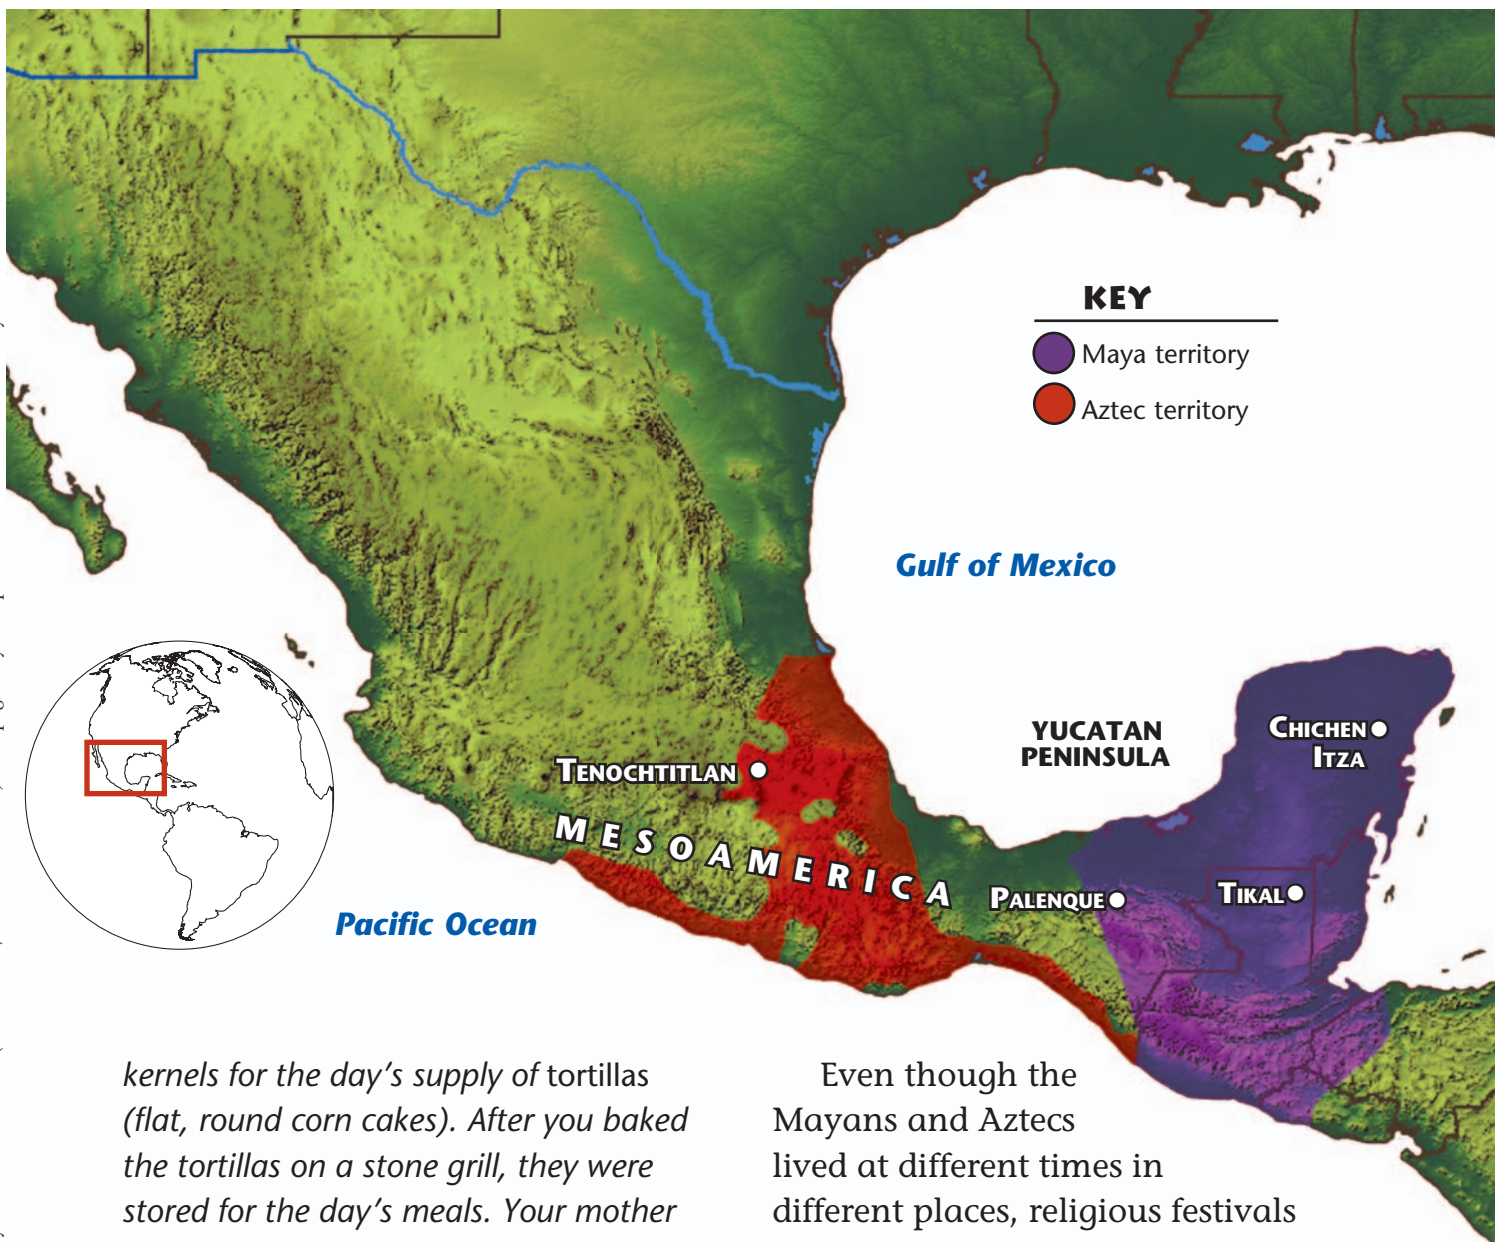 KEY
Maya territory
Aztec territory
Gulf of Mexico
YUCATAN
PENINSULA
CHICHEN
ITZA
TENOCHTITLAN
MESOAMERICA
PALENQUE
TIKAL
Pacific Ocean
kernels for the day's supply of tortillas
(flat, round corn cakes). After you baked
the tortillas on a stone grill, they were
stored for the day's meals. Your mother
Even though the
Mayans and Aztecs
lived at different times in
different places, religious festivals